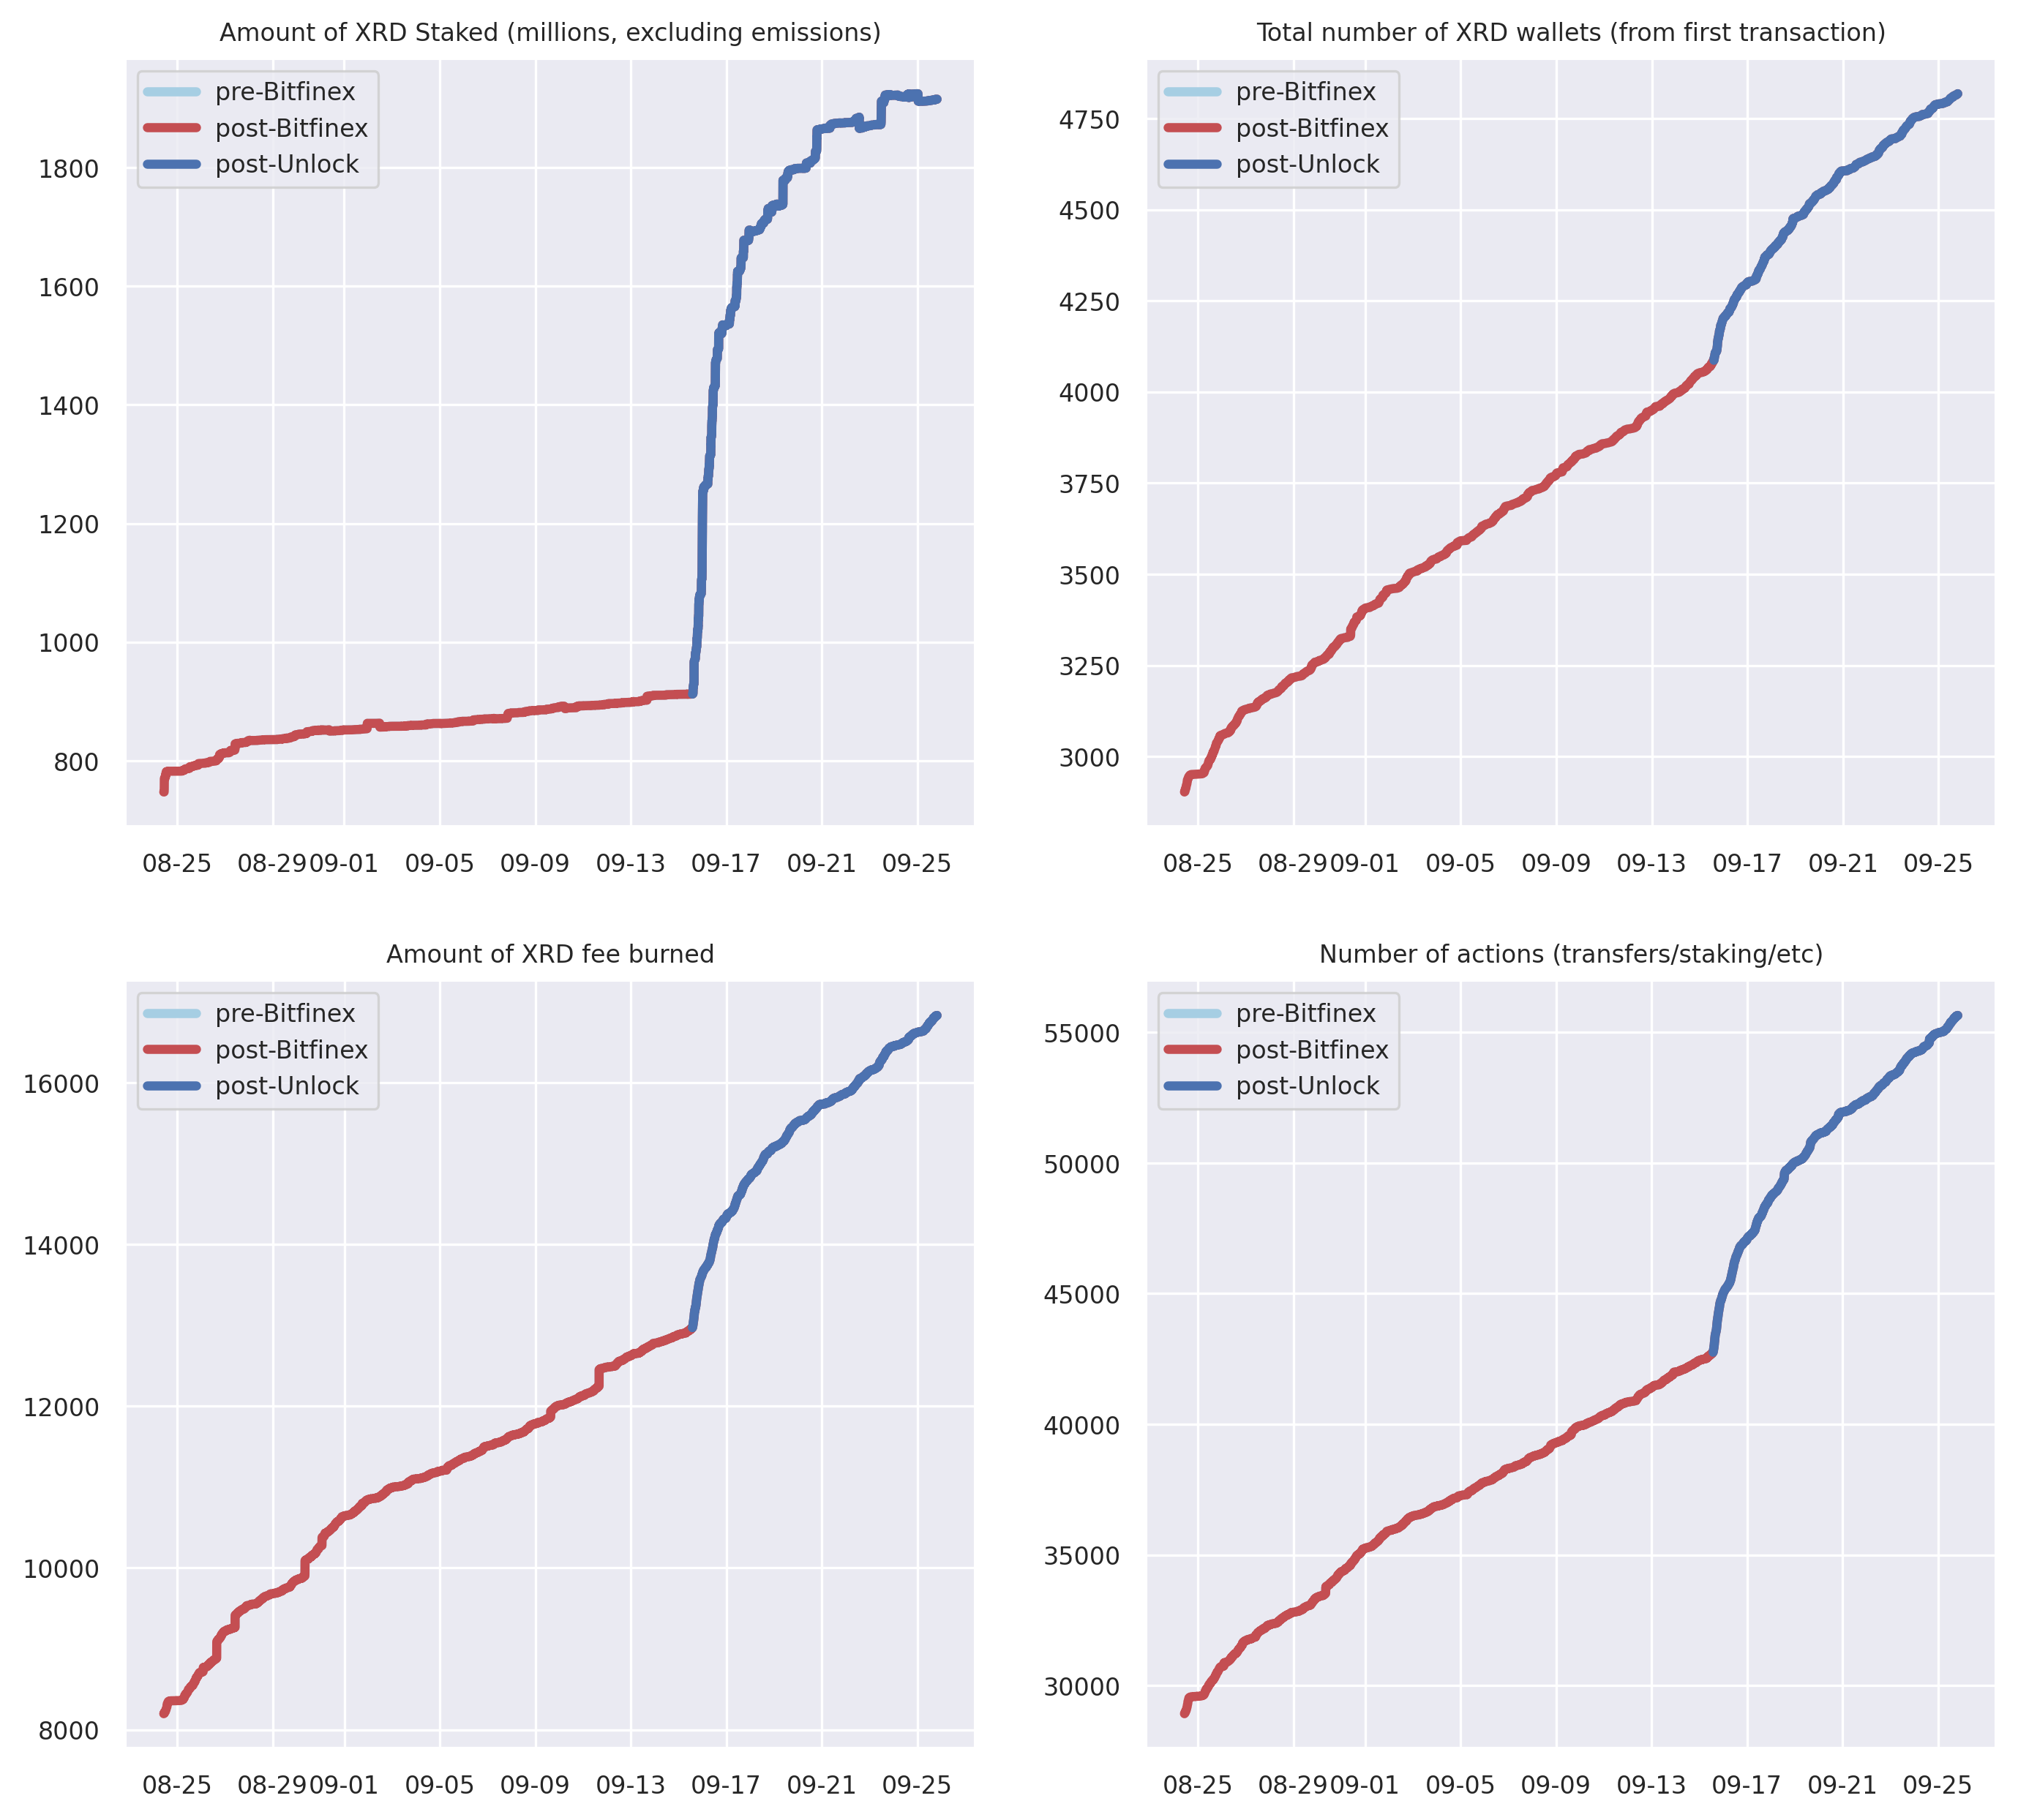 Amount of XRD Staked (millions, excluding emissions)
pre-Bitfinex
post-Bitfinex
post-Unlock
1800
1600
1400
1200
1000
800
08-25 08-29 09-01 09-05 09-09 09-13 09-17 09-21 09-25
Total number of XRD wallets (from first transaction)
pre-Bitfinex
post-Bitfinex
post-Unlock
4750
4500
4250
4000
3750
3500
3250
3000
08-25 08-29 09-01 09-05 09-09 09-13 09-17 09-21 09-25
Amount of XRD fee burned
pre-Bitfinex
post-Bitfinex
post-Unlock
16000
14000
12000
10000
8000
08-25 08-29 09-01 09-05 09-09 09-13 09-17 09-21 09-25
Number of actions (transfers/staking/etc)
pre-Bitfinex
post-Bitfinex
post-Unlock
55000
50000
45000
40000
35000
30000
08-25 08-29 09-01 09-05 09-09 09-13 09-17 09-21 09-25